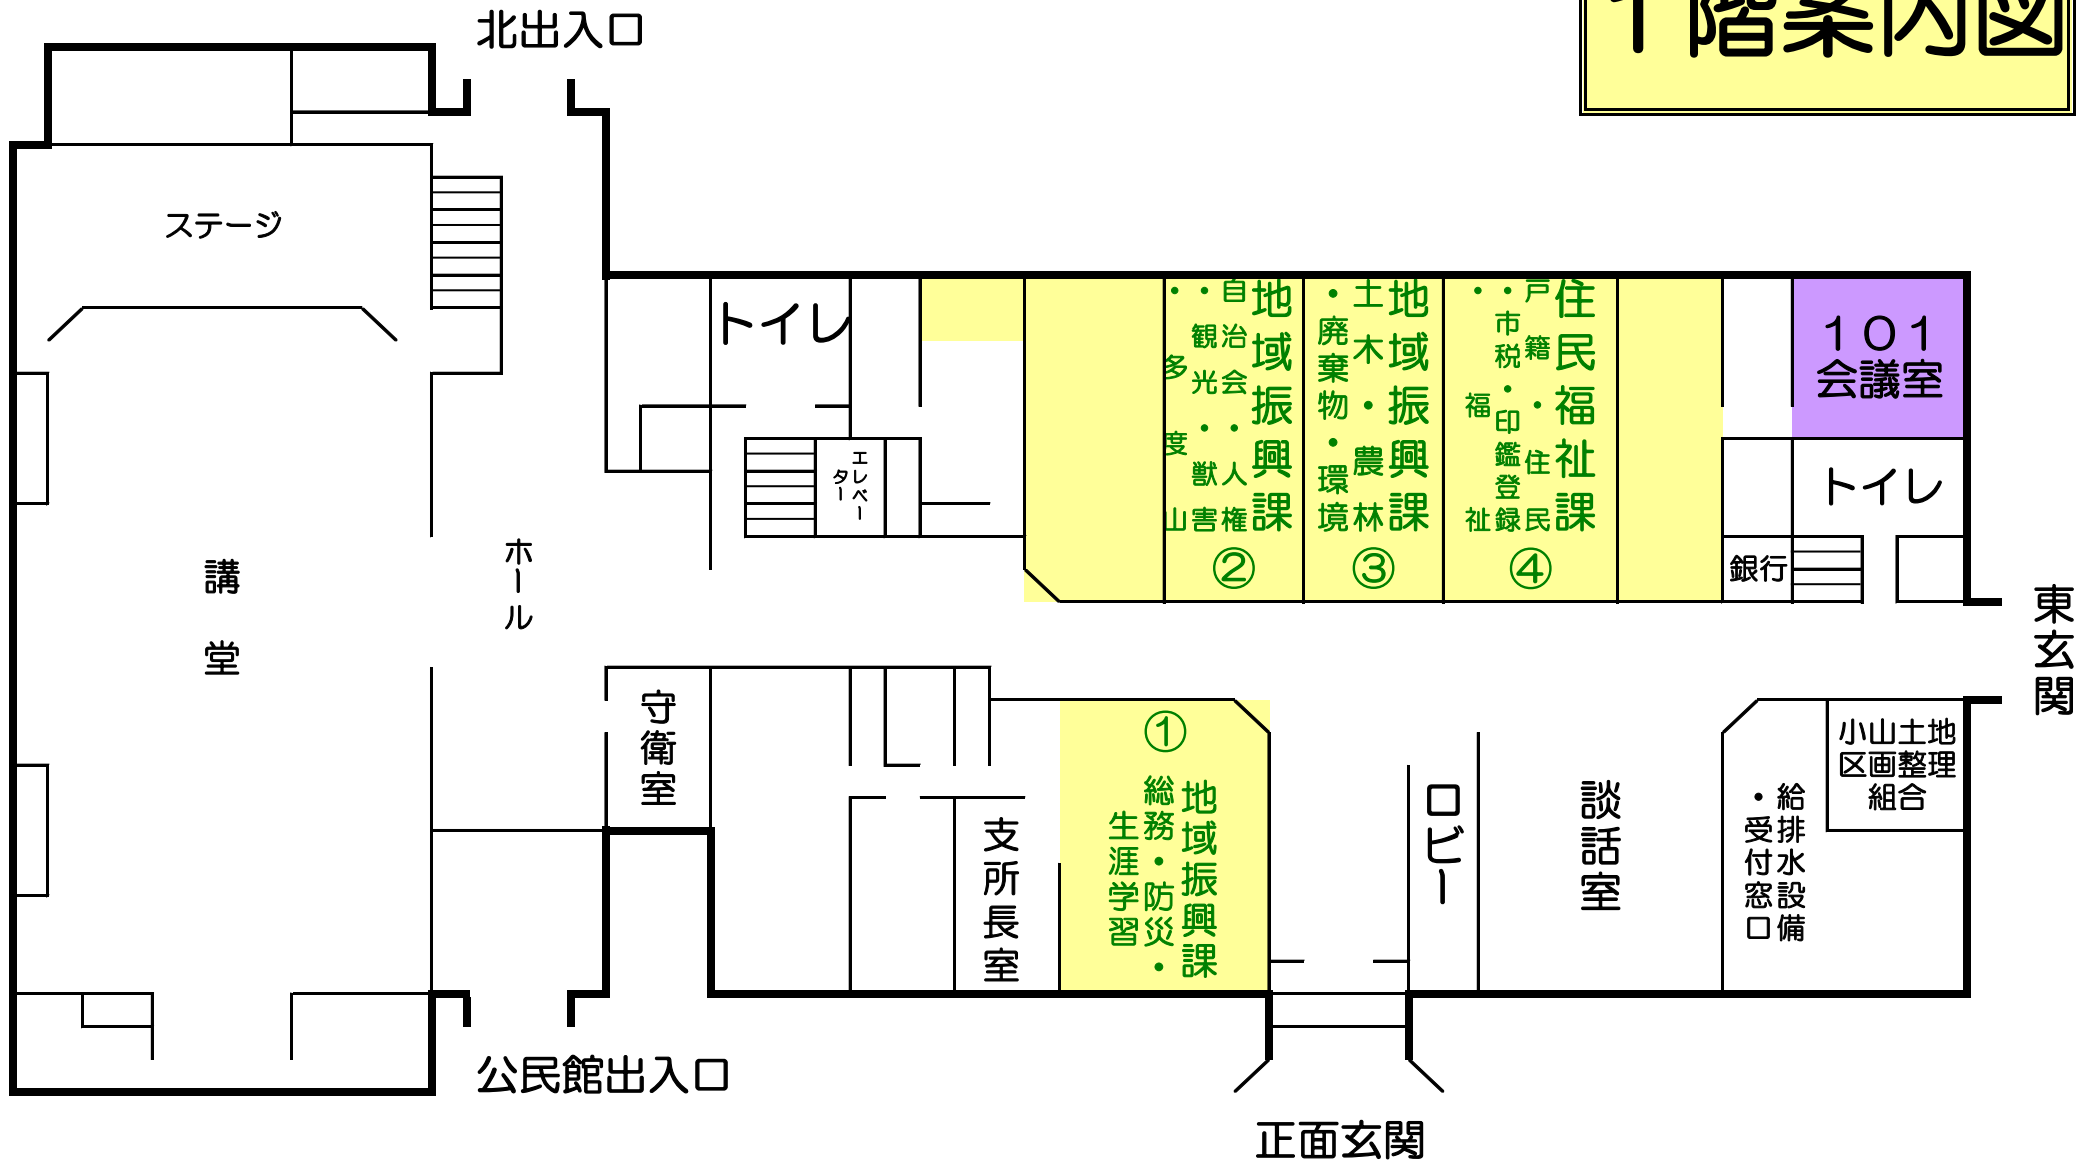 1階案内図
北出入口
ステージ
講堂
ホール
トイレ
エレベー
ター
地域振興課
自治会・人権
・観光・獣害
・多度山
②
地域振興課
土木・農林
・廃棄物・環境
③
住民福祉課
戸籍・住民
・市税・印鑑登録
・福祉
④
101
会議室
トイレ
銀行
東玄関
守衛室
支所長室
①
地域振興課
総務・防災・
生涯学習
ロビー
談話室
給排水設備
・受付窓口
小山土地
区画整理
組合
公民館出入口
正面玄関